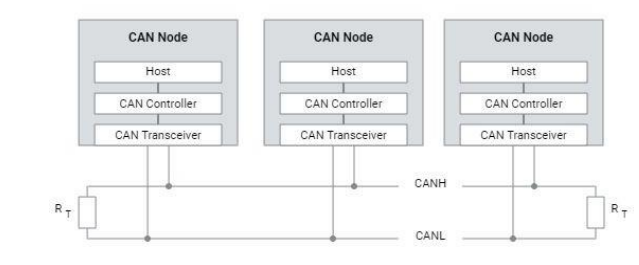 CAN Node CAN Node CAN Node
Host Host Host
CAN Controller CAN Controller CAN Controller
CAN Transceiver CAN Transceiver CAN Transceiver
CANH
R T R T
CANL